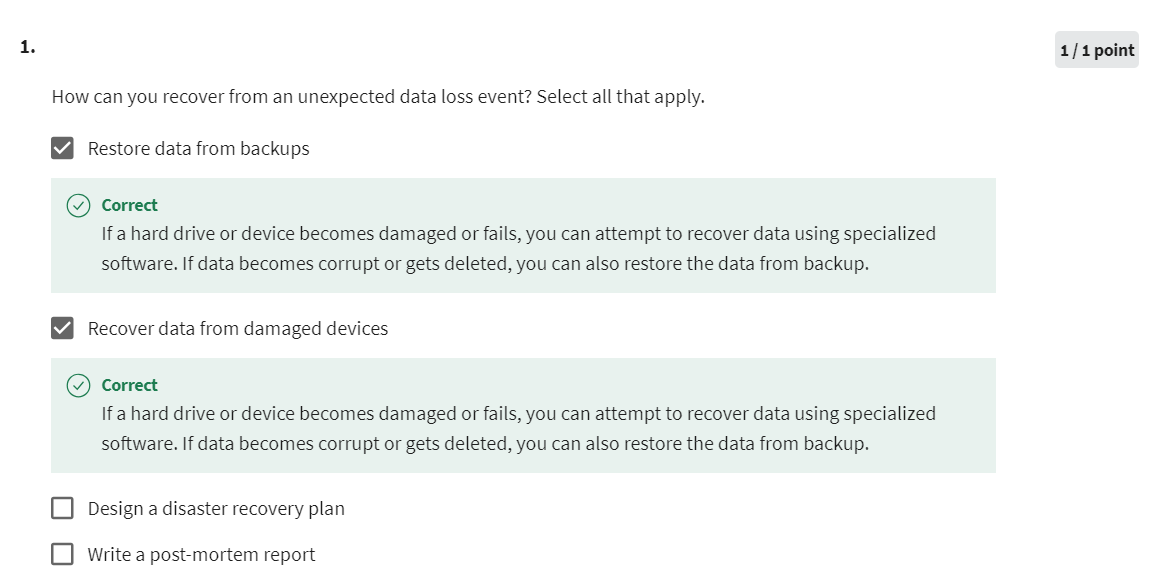 1.
1 / 1 point
How can you recover from an unexpected data loss event? Select all that apply.
Restore data from backups
Correct
If a hard drive or device becomes damaged or fails, you can attempt to recover data using specialized
software. If data becomes corrupt or gets deleted, you can also restore the data from backup.
Recover data from damaged devices
Correct
If a hard drive or device becomes damaged or fails, you can attempt to recover data using specialized
software. If data becomes corrupt or gets deleted, you can also restore the data from backup.
Design a disaster recovery plan
Write a post-mortem report